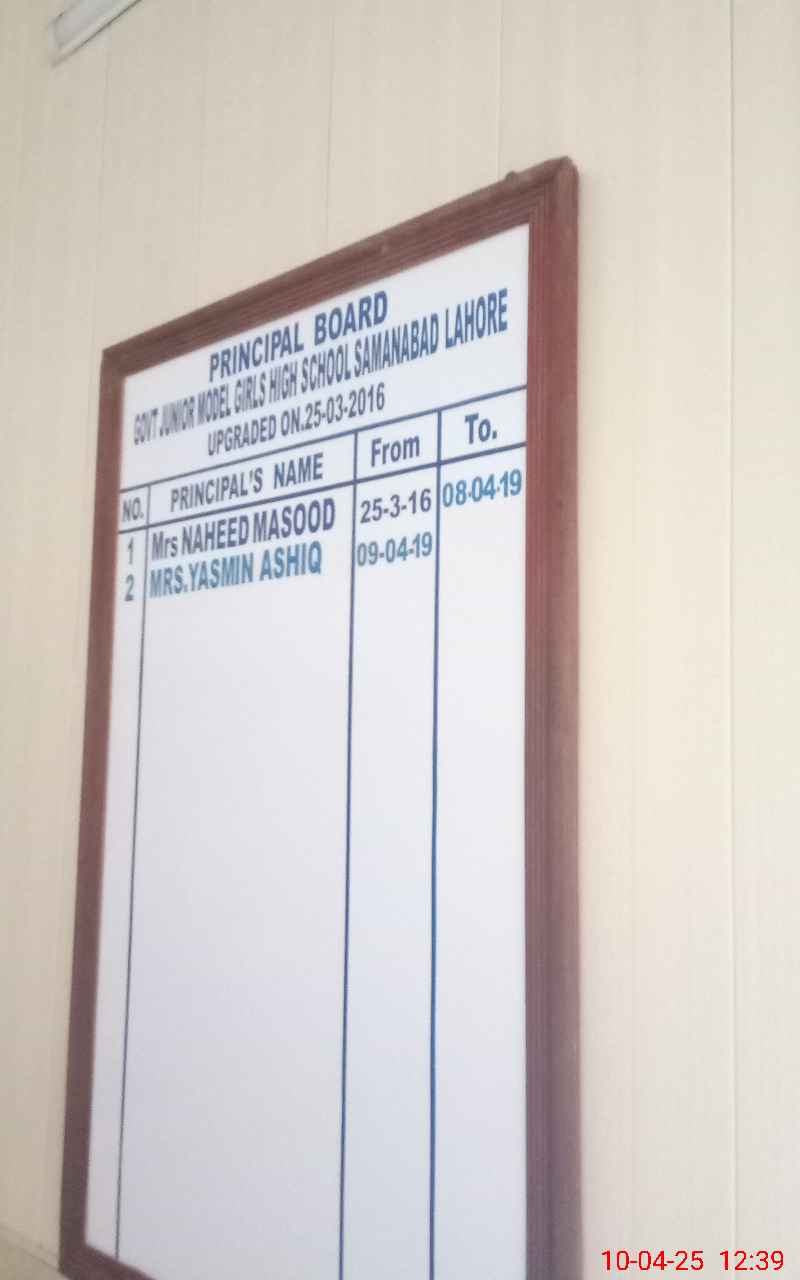 PRINCIPAL BOARD
GOVT JUNIOR MODEL GIRLS HIGH SCHOOL SAMANABAD LAHORE
UPGRADED ON.25-03-2016
NO. PRINCIPAL'S NAME From To.
1 Mrs NAHEED MASOOD 25-3-16 08-04-19
2 MRS.YASMIN ASHIQ 09-04-19
10-04-25 12:39